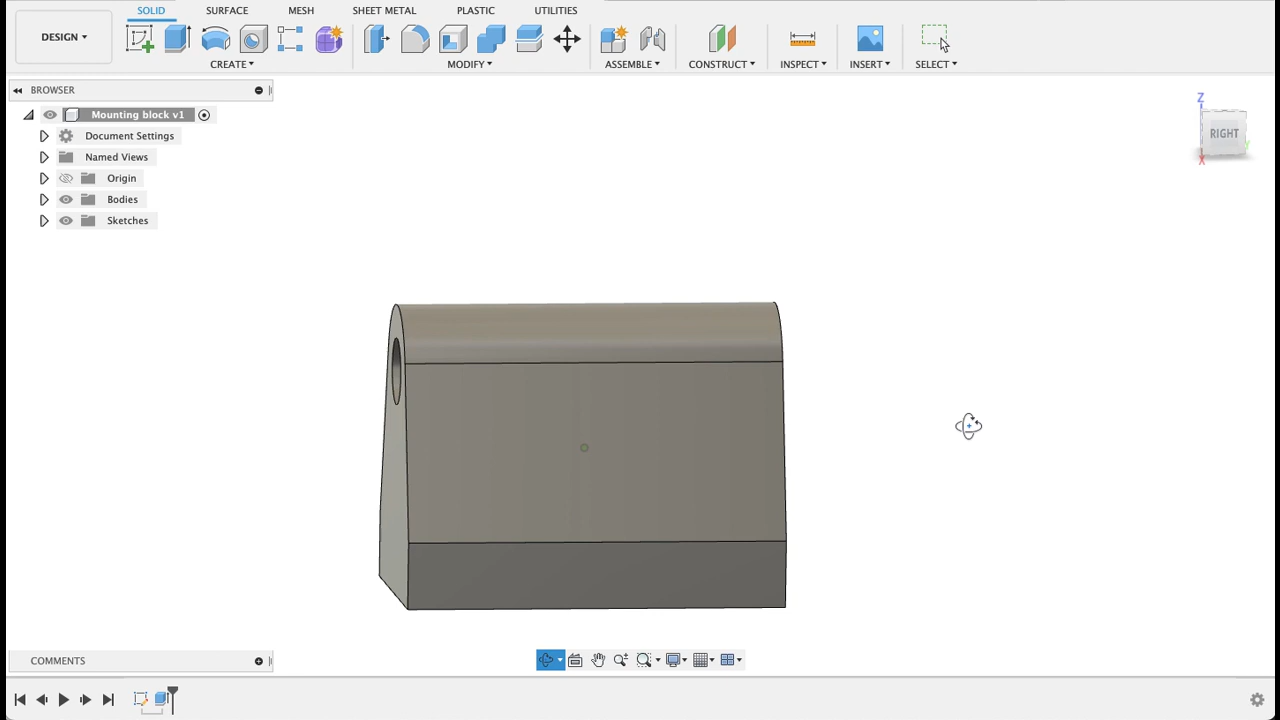 SOLID SURFACE MESH SHEET METAL PLASTIC UTILITIES
DESIGN
CREATE MODIFY ASSEMBLE CONSTRUCT INSPECT INSERT SELECT
BROWSER
Mounting block v1
Document Settings
Named Views
Origin
Bodies
Sketches
Z
RIGHT
Y
X
COMMENTS